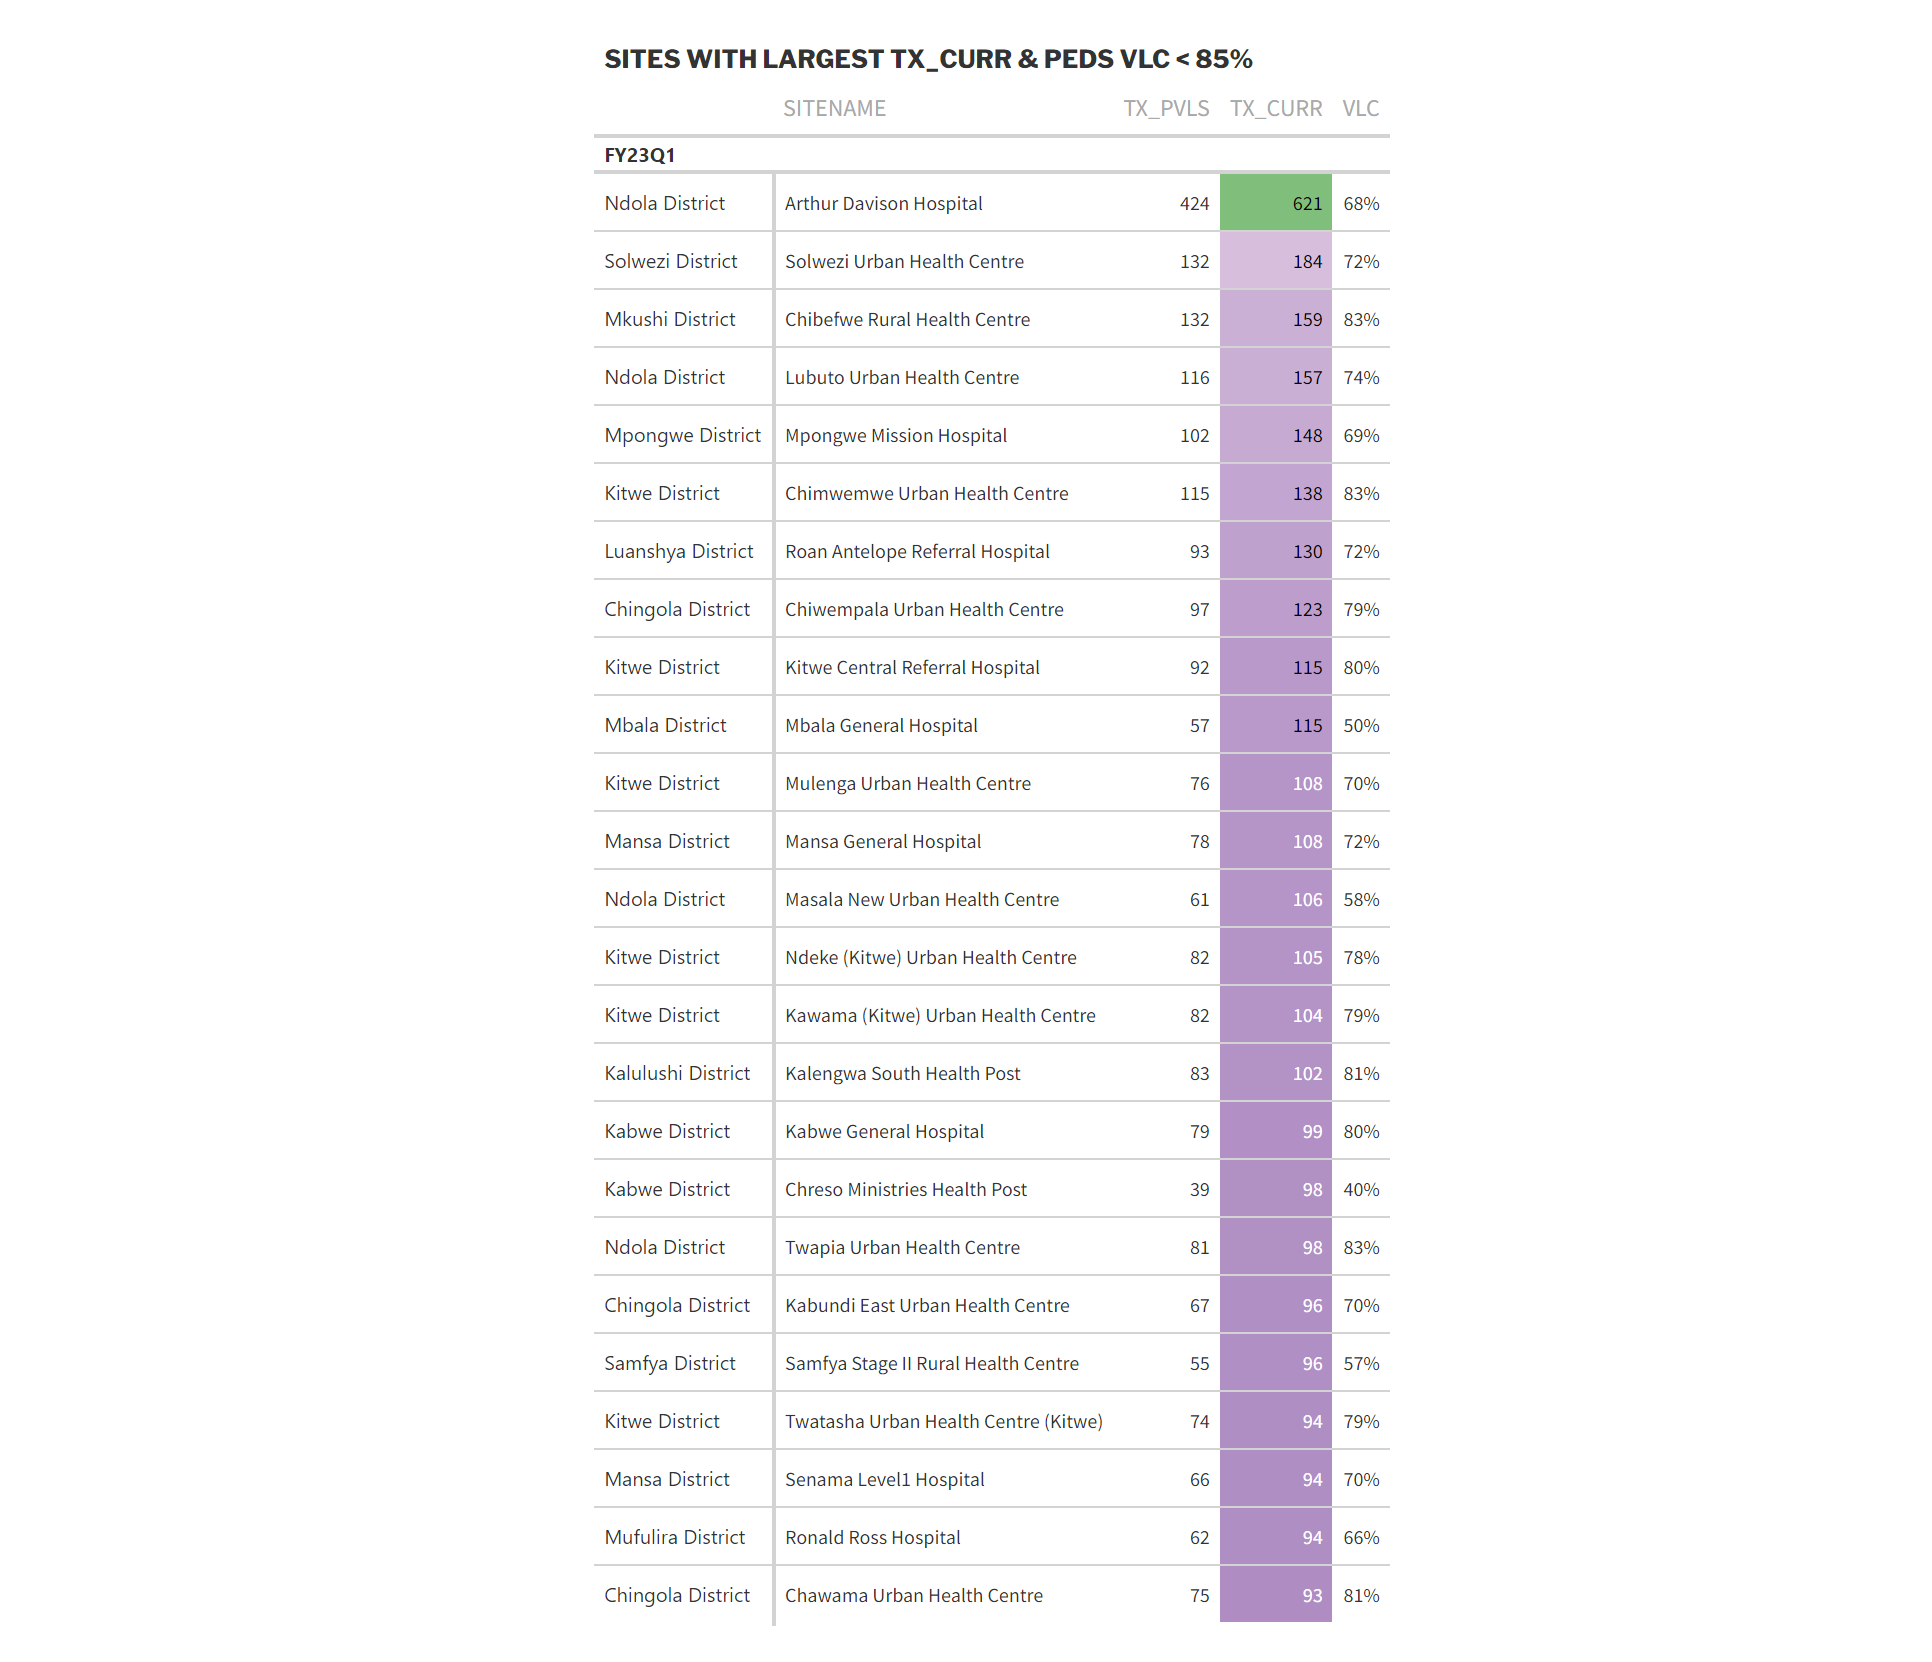 SITES WITH LARGEST TX_CURR & PEDS VLC < 85%
SITENAME TX_PVLS TX_CURR VLC
FY23Q1
Ndola District Arthur Davison Hospital 424 621 68%
Solwezi District Solwezi Urban Health Centre 132 184 72%
Mkushi District Chibefwe Rural Health Centre 132 159 83%
Ndola District Lubuto Urban Health Centre 116 157 74%
Mpongwe District Mpongwe Mission Hospital 102 148 69%
Kitwe District Chimwemwe Urban Health Centre 115 138 83%
Luanshya District Roan Antelope Referral Hospital 93 130 72%
Chingola District Chiwempala Urban Health Centre 97 123 79%
Kitwe District Kitwe Central Referral Hospital 92 115 80%
Mbala District Mbala General Hospital 57 115 50%
Kitwe District Mulenga Urban Health Centre 76 108 70%
Mansa District Mansa General Hospital 78 108 72%
Ndola District Masala New Urban Health Centre 61 106 58%
Kitwe District Ndeke (Kitwe) Urban Health Centre 82 105 78%
Kitwe District Kawama (Kitwe) Urban Health Centre 82 104 79%
Kalulushi District Kalengwa South Health Post 83 102 81%
Kabwe District Kabwe General Hospital 79 99 80%
Kabwe District Chreso Ministries Health Post 39 98 40%
Ndola District Twapia Urban Health Centre 81 98 83%
Chingola District Kabundi East Urban Health Centre 67 96 70%
Samfya District Samfya Stage II Rural Health Centre 55 96 57%
Kitwe District Twatasha Urban Health Centre (Kitwe) 74 94 79%
Mansa District Senama Level1 Hospital 66 94 70%
Mufulira District Ronald Ross Hospital 62 94 66%
Chingola District Chawama Urban Health Centre 75 93 81%